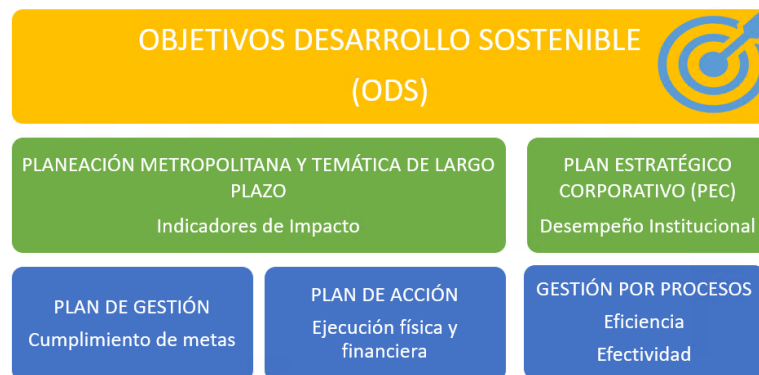 OBJETIVOS DESARROLLO SOSTENIBLE
(ODS)
PLANEACIÓN METROPOLITANA Y TEMÁTICA DE LARGO
PLAZO
Indicadores de Impacto
PLAN ESTRATÉGICO
CORPORATIVO (PEC)
Desempeño Institucional
PLAN DE GESTIÓN
Cumplimiento de metas
PLAN DE ACCIÓN
Ejecución física y
financiera
GESTIÓN POR PROCESOS
Eficiencia
Efectividad